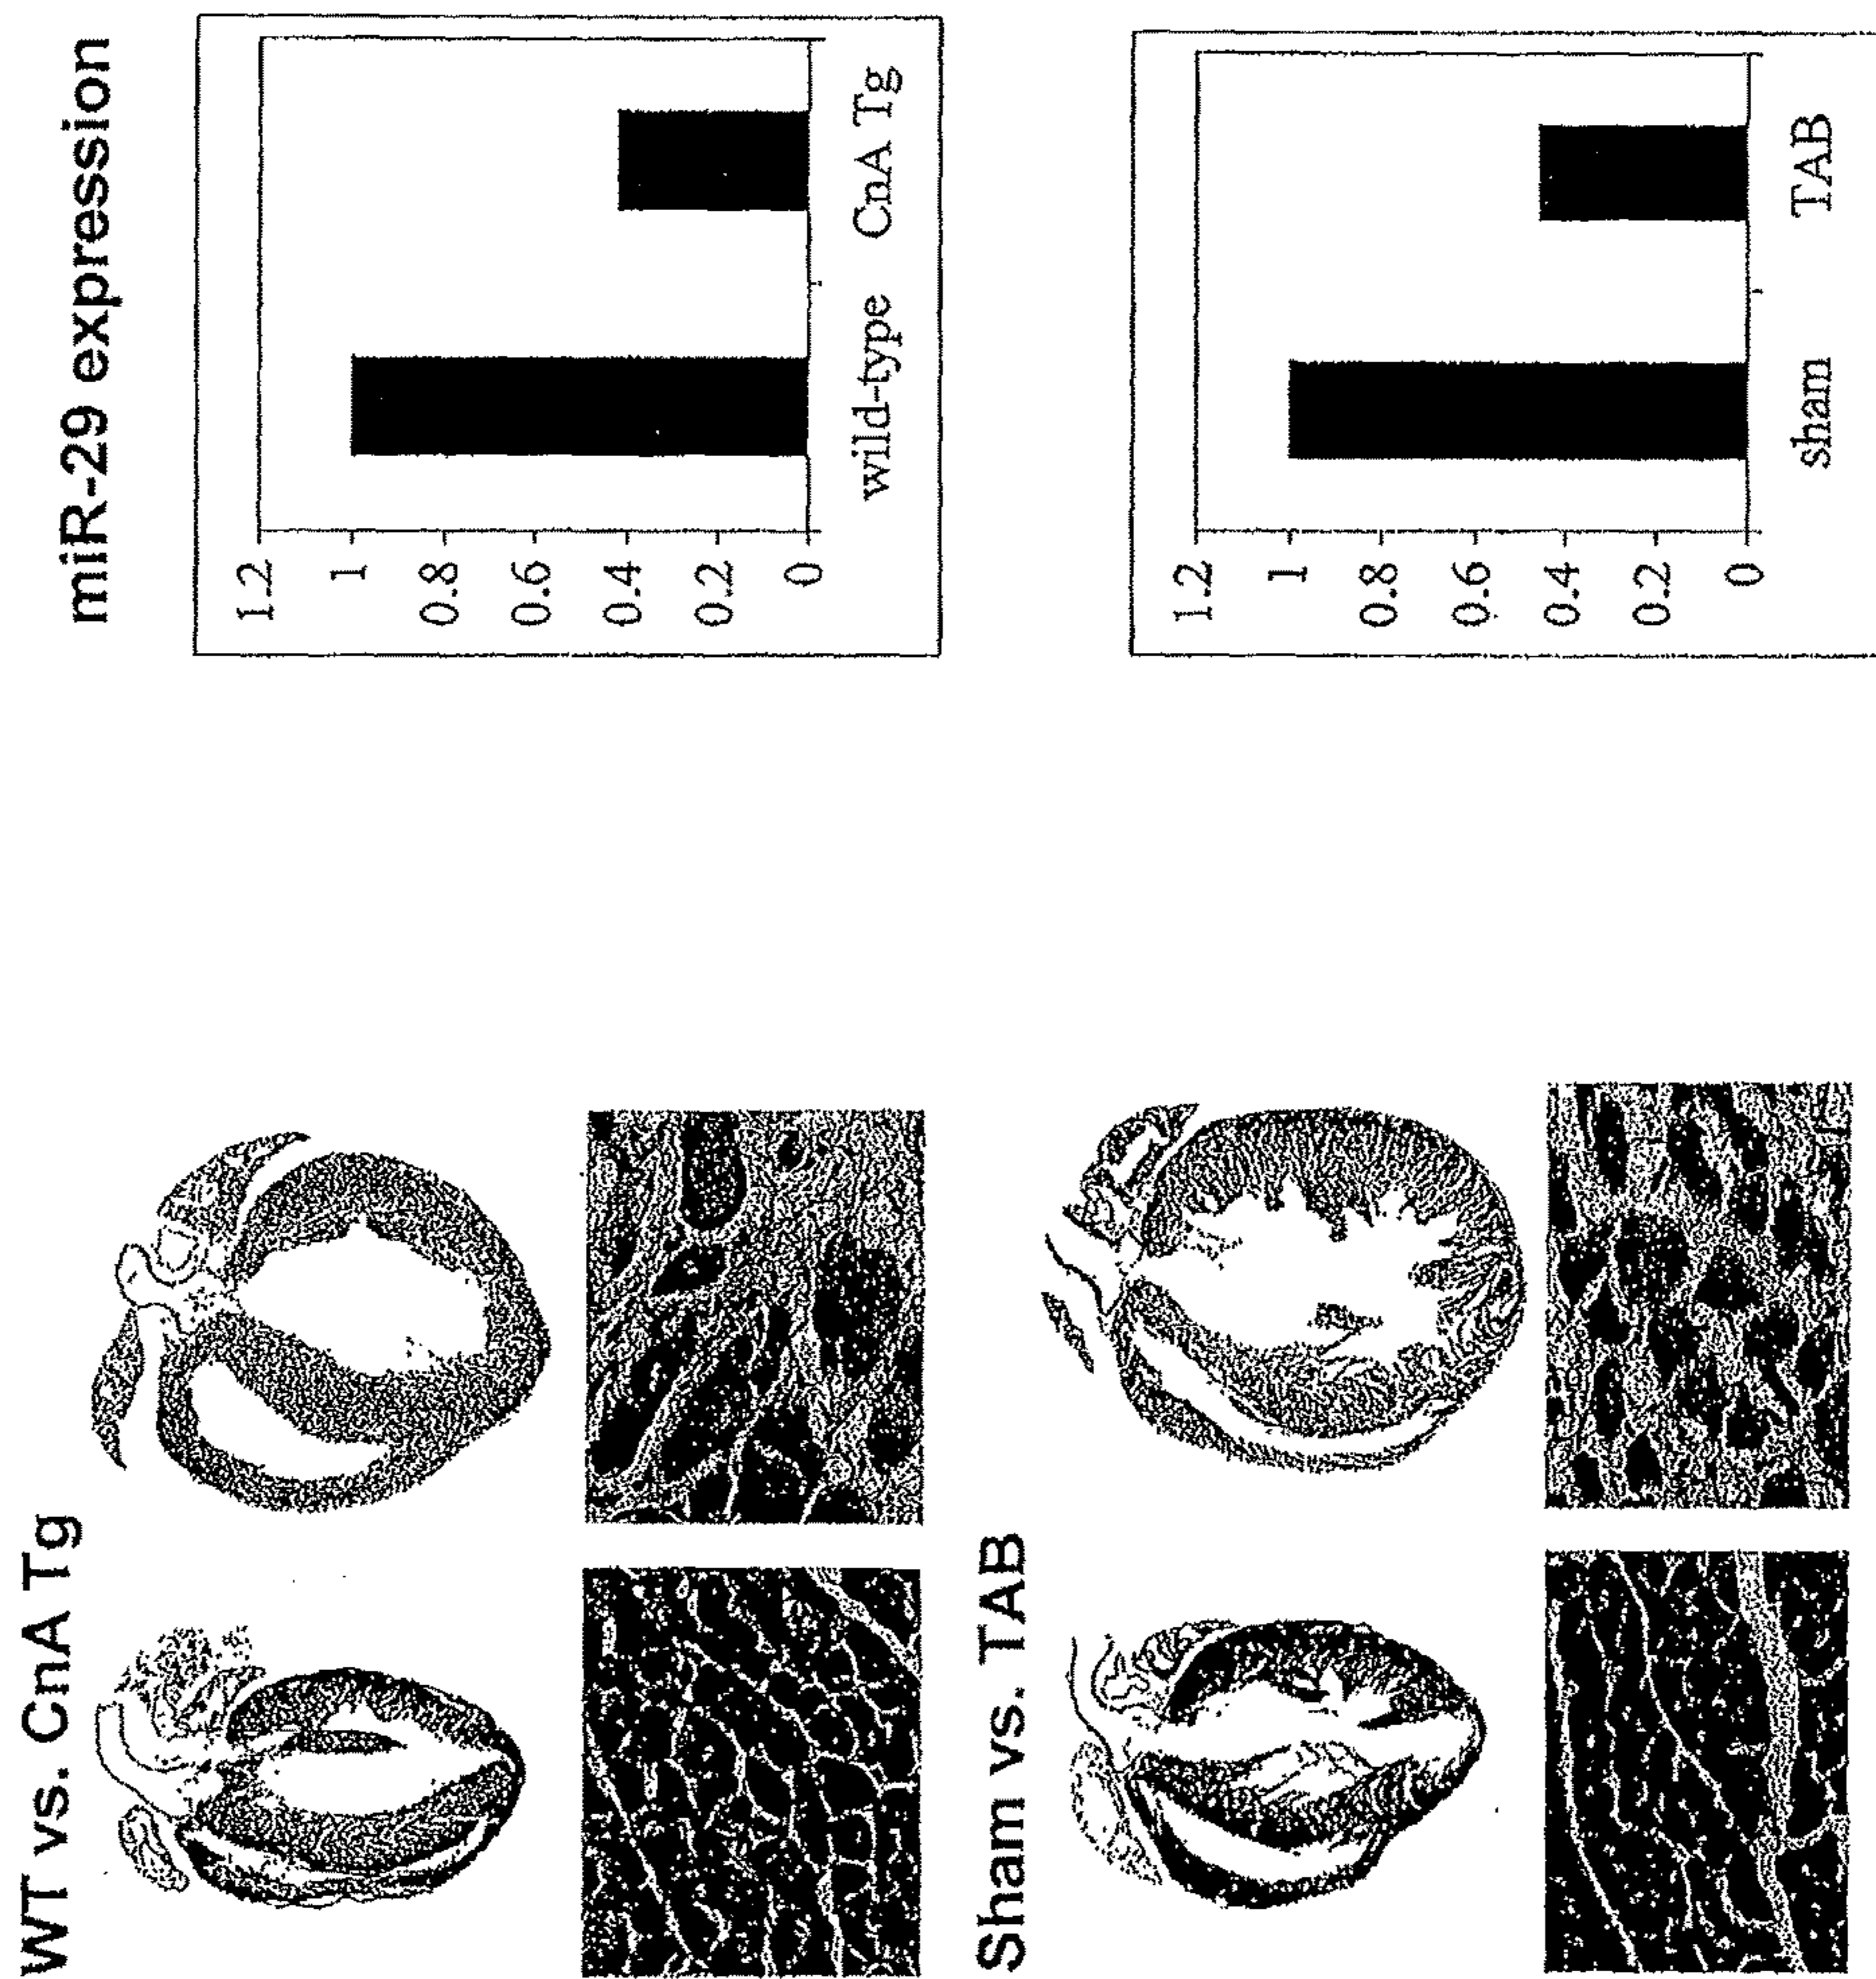 WT vs. CnA Tg
miR-29 expression
1.2
1
0.8
0.6
0.4
0.2
0
wild-type CnA Tg
Sham vs. TAB
1.2
1
0.8
0.6
0.4
0.2
0
sham TAB